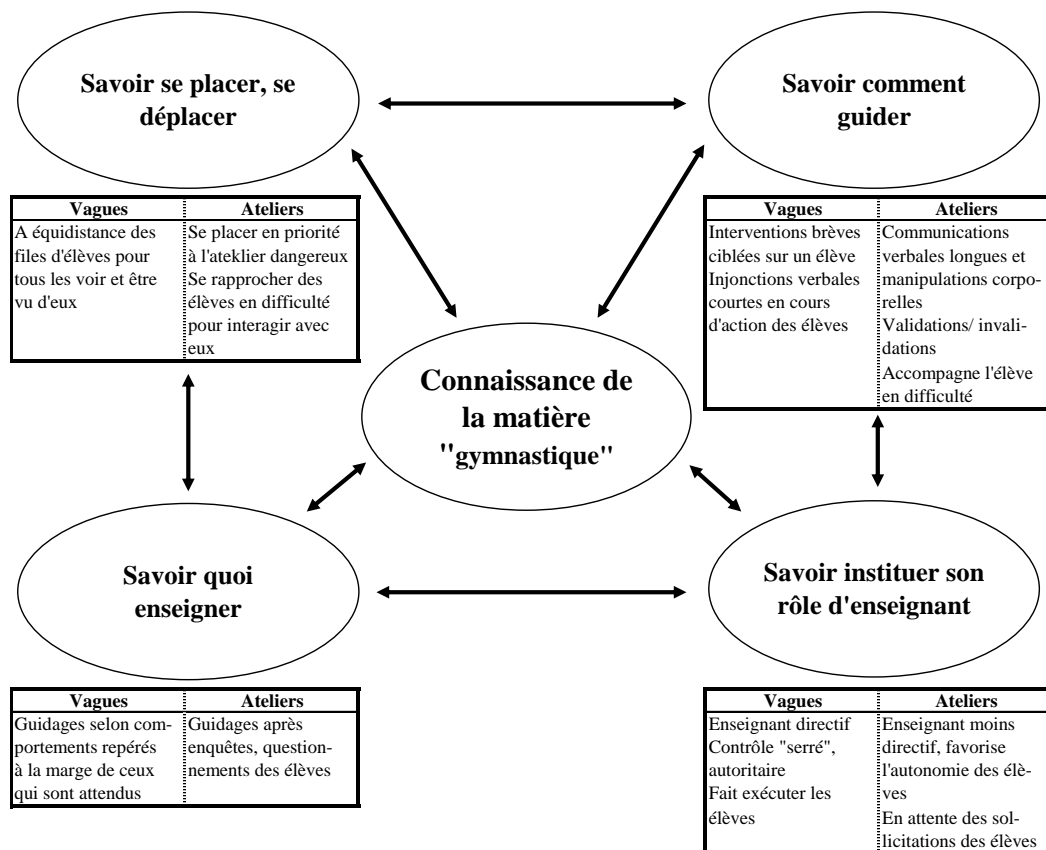 Savoir se placer, se
déplacer
Savoir comment
guider
Vagues
Ateliers
A équidistance des
files d'élèves pour
tous les voir et être
vu d'eux
Se placer en priorité
à l'ateklier dangereux
Se rapprocher des
élèves en difficulté
pour interagir avec
eux
Vagues
Ateliers
Interventions brèves
ciblées sur un élève
Injonctions verbales
courtes en cours
d'action des élèves
Communications
verbales longues et
manipulations corpo-
relles
Validations/ invali-
dations
Accompagne l'élève
en difficulté
Connaissance de
la matière
"gymnastique"
Savoir quoi
enseigner
Savoir instituer son
rôle d'enseignant
Vagues
Ateliers
Guidages selon com-
portements repérés
à la marge de ceux
qui sont attendus
Guidages après
enquêtes, question-
nements des élèves
Vagues
Ateliers
Enseignant directif
Contrôle "serré",
autoritaire
Fait exécuter les
élèves
Enseignant moins
directif, favorise
l'autonomie des élè-
ves
En attente des sol-
licitations des élèves